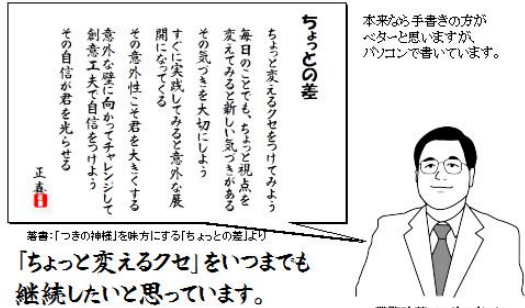 ちょっとの差
ちょっと変えるクセをつけてみよう
毎日のことでも、ちょっと視点を
変えてみると新しい気づきがある
その気づきを大切にしよう
すぐに実践してみると意外な展
開になってくる
その意外性こそ君を大きくする
意外な壁に向かってチャレンジして
創意工夫で自信をつけよう
その自信が君を光らせる
正喜
本来なら手書きの方が
ベターと思いますが、
パソコンで書いています。
著書:「つきの神様」を味方にする「ちょっとの差」より
「ちょっと変えるクセ」をいつまでも
継続したいと思っています。